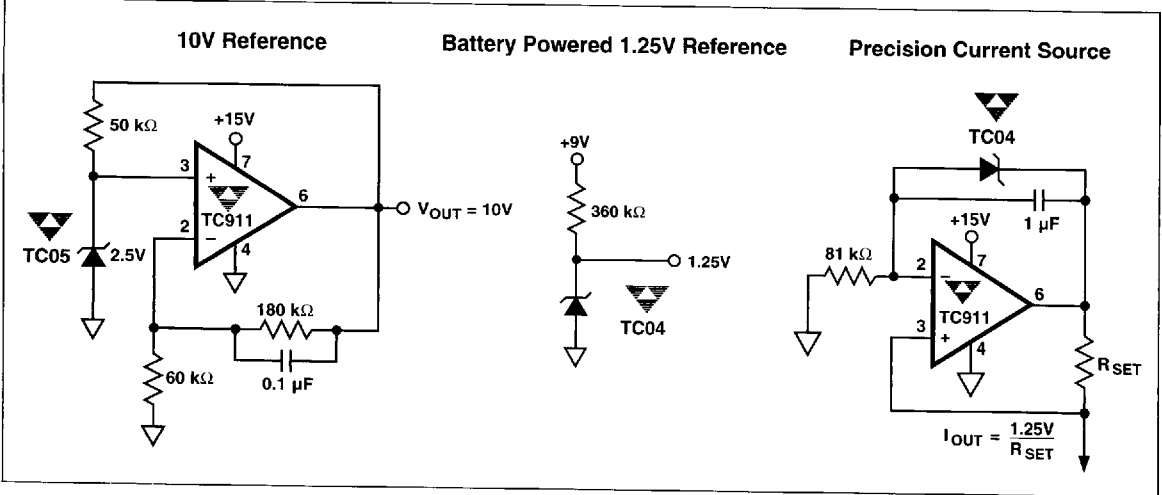 10V Reference
Battery Powered 1.25V Reference
Precision Current Source
50 kΩ
+15V
7
3
+
TC911
6
VOUT = 10V
2
−
4
TC05
2.5V
180 kΩ
0.1 µF
60 kΩ
+9V
360 kΩ
1.25V
TC04
TC04
1 µF
+15V
81 kΩ
2
−
7
TC911
6
3
+
4
RSET
IOUT = 1.25V
RSET